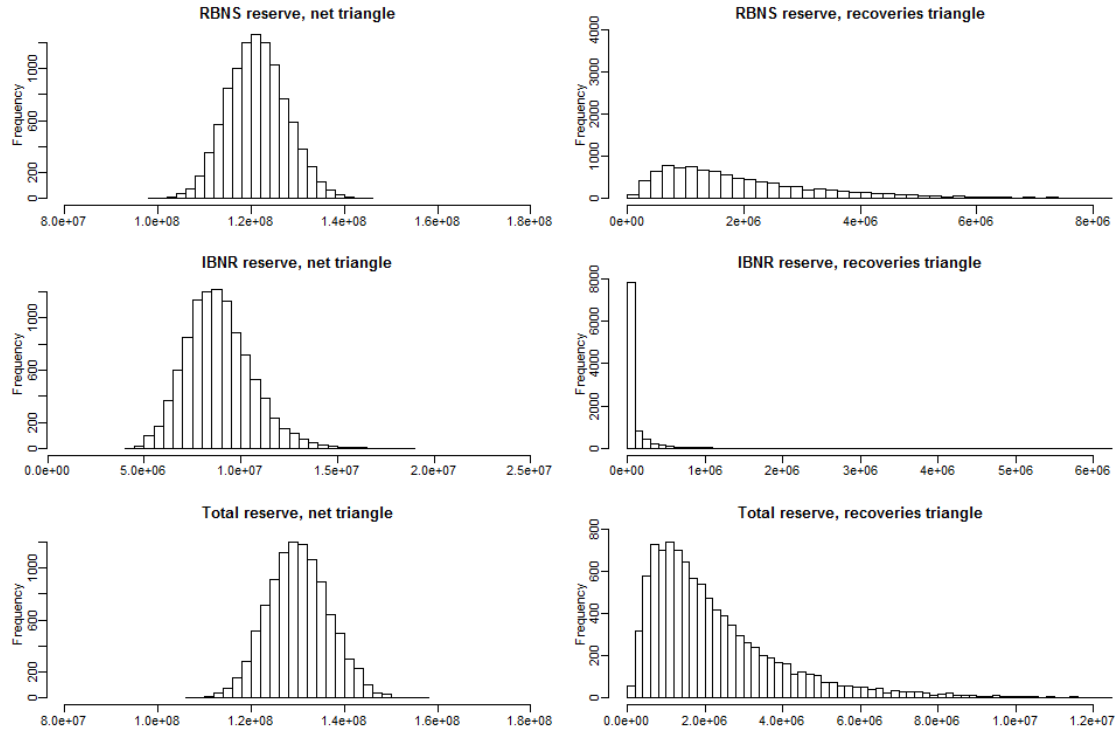 RBNS reserve, net triangle
Frequency
200
600
1000
8.0e+07 1.0e+08 1.2e+08 1.4e+08 1.6e+08 1.8e+08
RBNS reserve, recoveries triangle
Frequency
0
1000
2000
3000
4000
0e+00 2e+06 4e+06 6e+06 8e+06
IBNR reserve, net triangle
Frequency
200
600
1000
0.0e+00 5.0e+06 1.0e+07 1.5e+07 2.0e+07 2.5e+07
IBNR reserve, recoveries triangle
Frequency
0
2000
4000
6000
8000
0e+00 1e+06 2e+06 3e+06 4e+06 5e+06 6e+06
Total reserve, net triangle
Frequency
200
600
1000
8.0e+07 1.0e+08 1.2e+08 1.4e+08 1.6e+08 1.8e+08
Total reserve, recoveries triangle
Frequency
0
200
400
600
800
0.0e+00 2.0e+06 4.0e+06 6.0e+06 8.0e+06 1.0e+07 1.2e+07